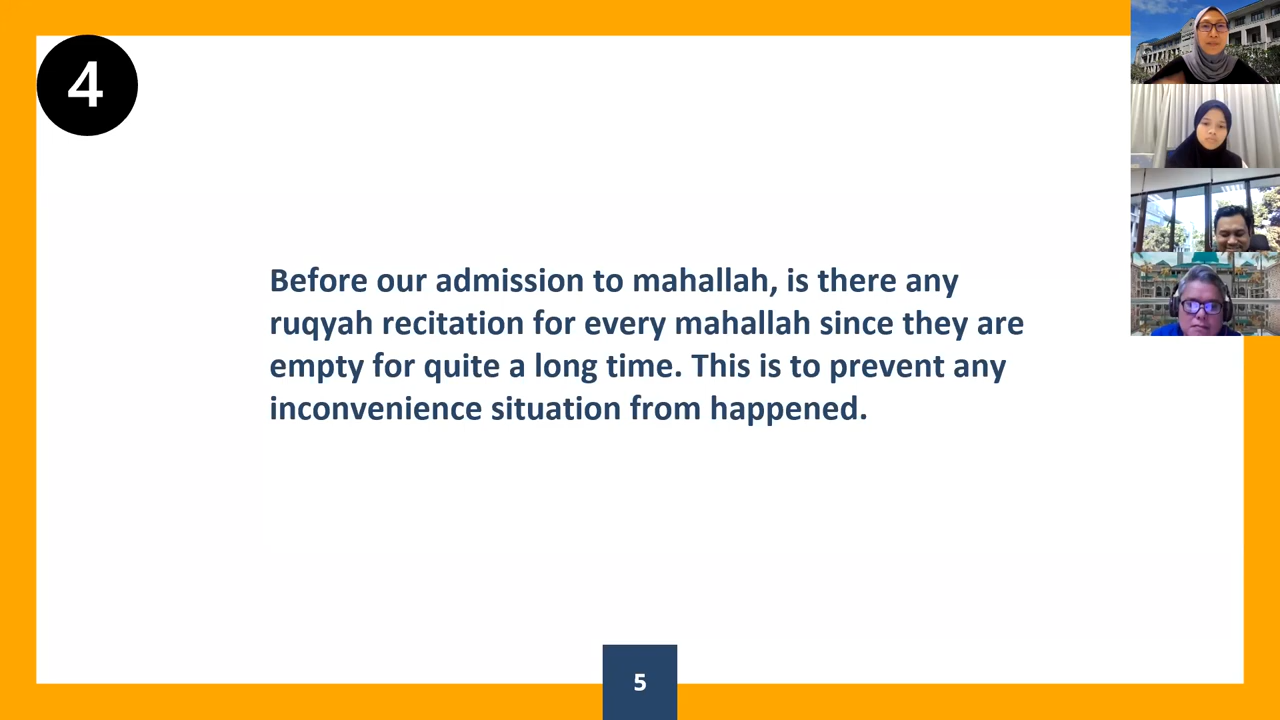 4
Before our admission to mahallah, is there any
ruqyah recitation for every mahallah since they are
empty for quite a long time. This is to prevent any
inconvenience situation from happened.
5